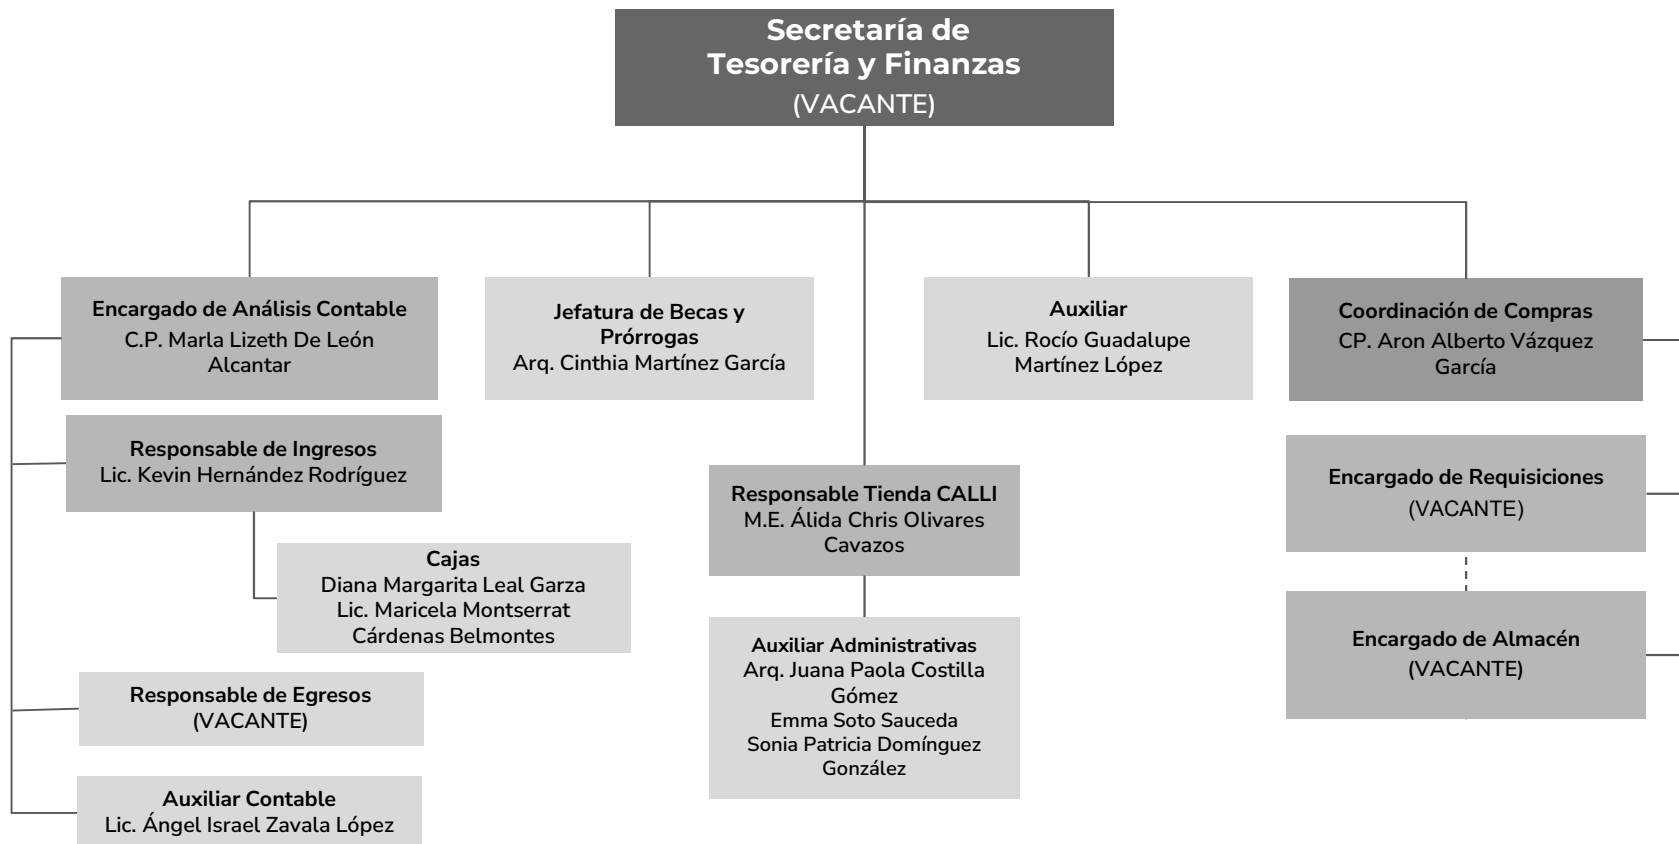 Secretaría de
Tesorería y Finanzas
(VACANTE)
Encargado de Análisis Contable
C.P. Marla Lizeth De León
Alcantar
Jefatura de Becas y
Prórrogas
Arq. Cinthia Martínez García
Auxiliar
Lic. Rocío Guadalupe
Martínez López
Coordinación de Compras
CP. Aron Alberto Vázquez
García
Responsable de Ingresos
Lic. Kevin Hernández Rodríguez
Cajas
Diana Margarita Leal Garza
Lic. Maricela Montserrat
Cárdenas Belmontes
Responsable de Egresos
(VACANTE)
Auxiliar Contable
Lic. Ángel Israel Zavala López
Responsable Tienda CALLI
M.E. Álida Chris Olivares
Cavazos
Auxiliar Administrativas
Arq. Juana Paola Costilla
Gómez
Emma Soto Sauceda
Sonia Patricia Domínguez
González
Encargado de Requisiciones
(VACANTE)
Encargado de Almacén
(VACANTE)